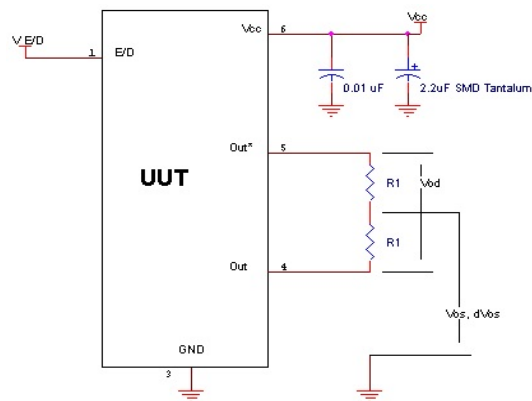 V E/D
1
E/D
Vcc
6
Vcc
0.01 uF
2.2uF SMD Tantalum
Out*
5
UUT
R1
Vod
R1
Out
4
Vos, dVos
GND
3